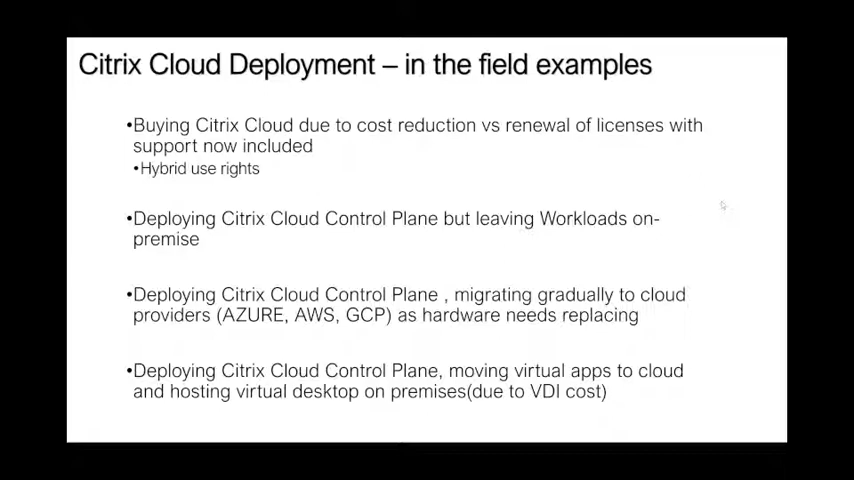 Citrix Cloud Deployment – in the field examples
•Buying Citrix Cloud due to cost reduction vs renewal of licenses with
support now included
•Hybrid use rights
•Deploying Citrix Cloud Control Plane but leaving Workloads on-
premise
•Deploying Citrix Cloud Control Plane , migrating gradually to cloud
providers (AZURE, AWS, GCP) as hardware needs replacing
•Deploying Citrix Cloud Control Plane, moving virtual apps to cloud
and hosting virtual desktop on premises(due to VDI cost)